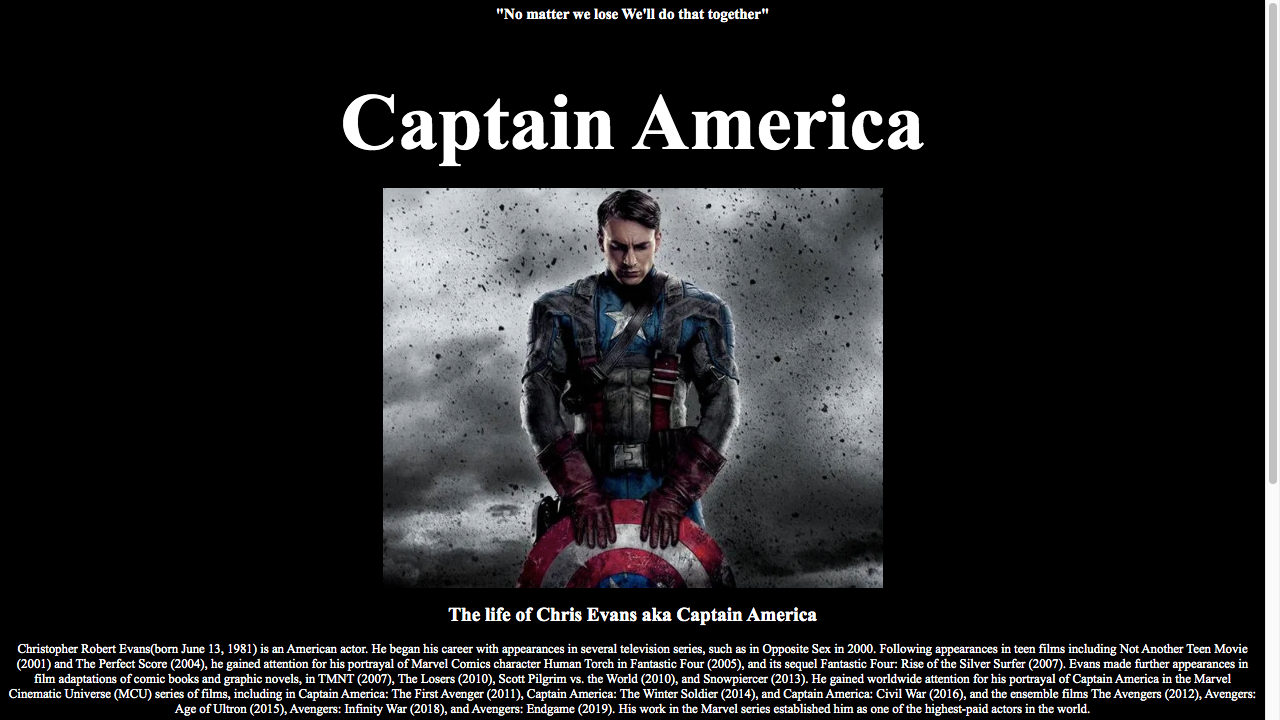 "No matter we lose We'll do that together"
Captain America
The life of Chris Evans aka Captain America
Christopher Robert Evans(born June 13, 1981) is an American actor. He began his career with appearances in several television series, such as in Opposite Sex in 2000. Following appearances in teen films including Not Another Teen Movie
(2001) and The Perfect Score (2004), he gained attention for his portrayal of Marvel Comics character Human Torch in Fantastic Four (2005), and its sequel Fantastic Four: Rise of the Silver Surfer (2007). Evans made further appearances in
film adaptations of comic books and graphic novels, in TMNT (2007), The Losers (2010), Scott Pilgrim vs. the World (2010), and Snowpiercer (2013). He gained worldwide attention for his portrayal of Captain America in the Marvel
Cinematic Universe (MCU) series of films, including in Captain America: The First Avenger (2011), Captain America: The Winter Soldier (2014), and Captain America: Civil War (2016), and the ensemble films The Avengers (2012), Avengers:
Age of Ultron (2015), Avengers: Infinity War (2018), and Avengers: Endgame (2019). His work in the Marvel series established him as one of the highest-paid actors in the world.